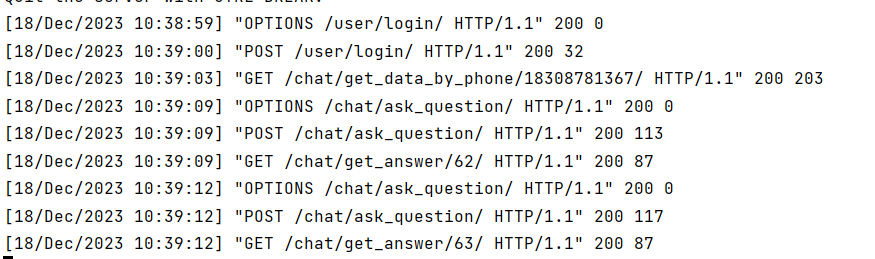 Quit the server with CTRL-BREAK.
[18/Dec/2023 10:38:59] "OPTIONS /user/login/ HTTP/1.1" 200 0
[18/Dec/2023 10:39:00] "POST /user/login/ HTTP/1.1" 200 32
[18/Dec/2023 10:39:03] "GET /chat/get_data_by_phone/18308781367/ HTTP/1.1" 200 203
[18/Dec/2023 10:39:09] "OPTIONS /chat/ask_question/ HTTP/1.1" 200 0
[18/Dec/2023 10:39:09] "POST /chat/ask_question/ HTTP/1.1" 200 113
[18/Dec/2023 10:39:09] "GET /chat/get_answer/62/ HTTP/1.1" 200 87
[18/Dec/2023 10:39:12] "OPTIONS /chat/ask_question/ HTTP/1.1" 200 0
[18/Dec/2023 10:39:12] "POST /chat/ask_question/ HTTP/1.1" 200 117
[18/Dec/2023 10:39:12] "GET /chat/get_answer/63/ HTTP/1.1" 200 87